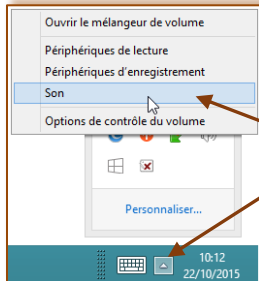 Ouvrir le mélangeur de volume
Périphériques de lecture
Périphériques d'enregistrement
Son
Options de contrôle du volume
Personnaliser...
10:12
22/10/2015